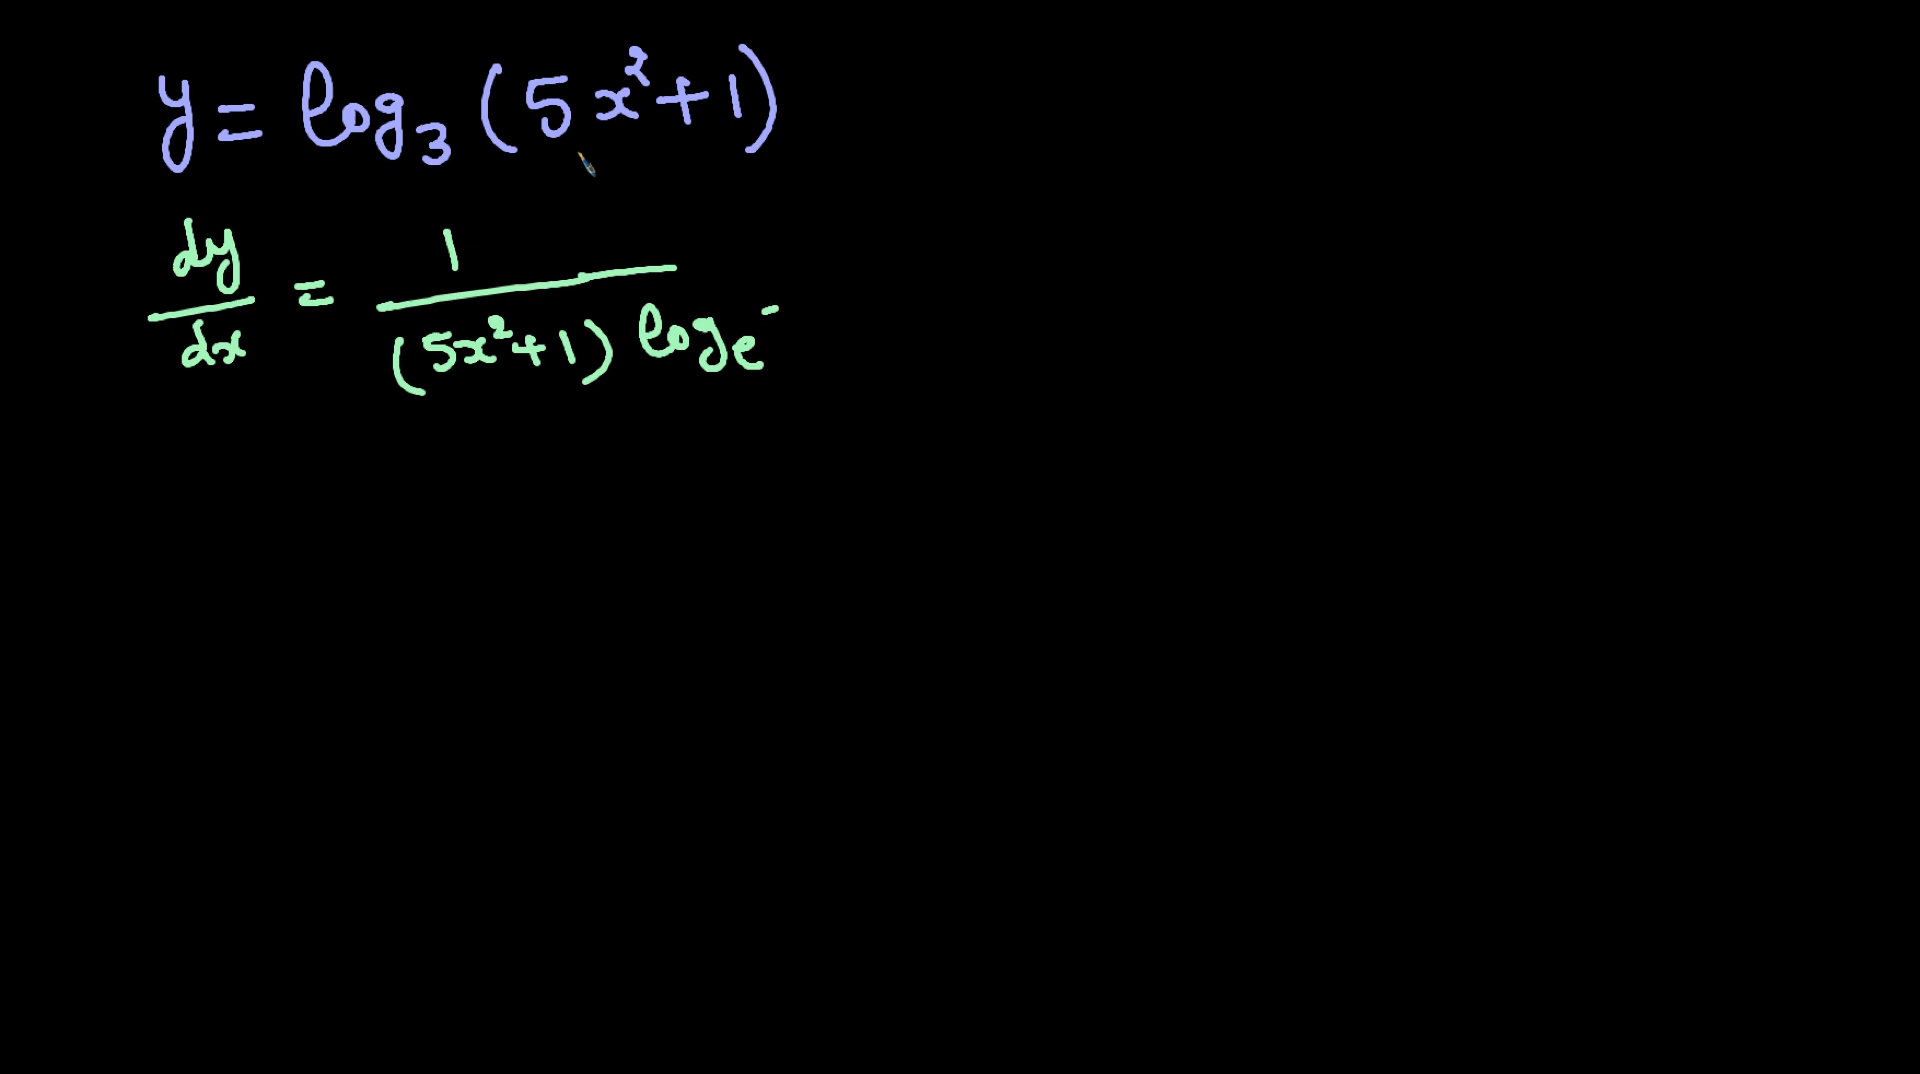 y = log₃ (5x² + 1)
dy/dx = 1/((5x² + 1) logₑ